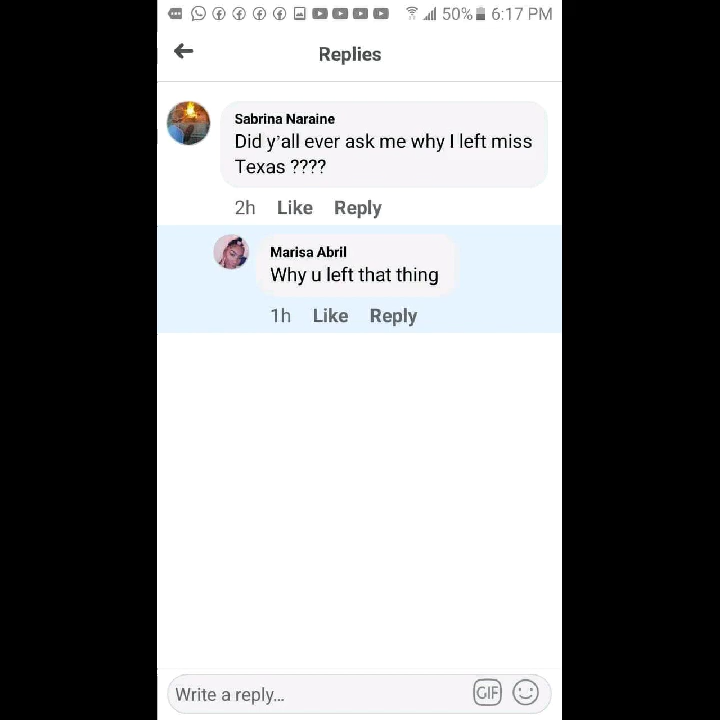 50% 6:17 PM
Replies
Sabrina Naraine
Did y'all ever ask me why I left miss
Texas ????
2h Like Reply
Marisa Abril
Why u left that thing
1h Like Reply
Write a reply... GIF